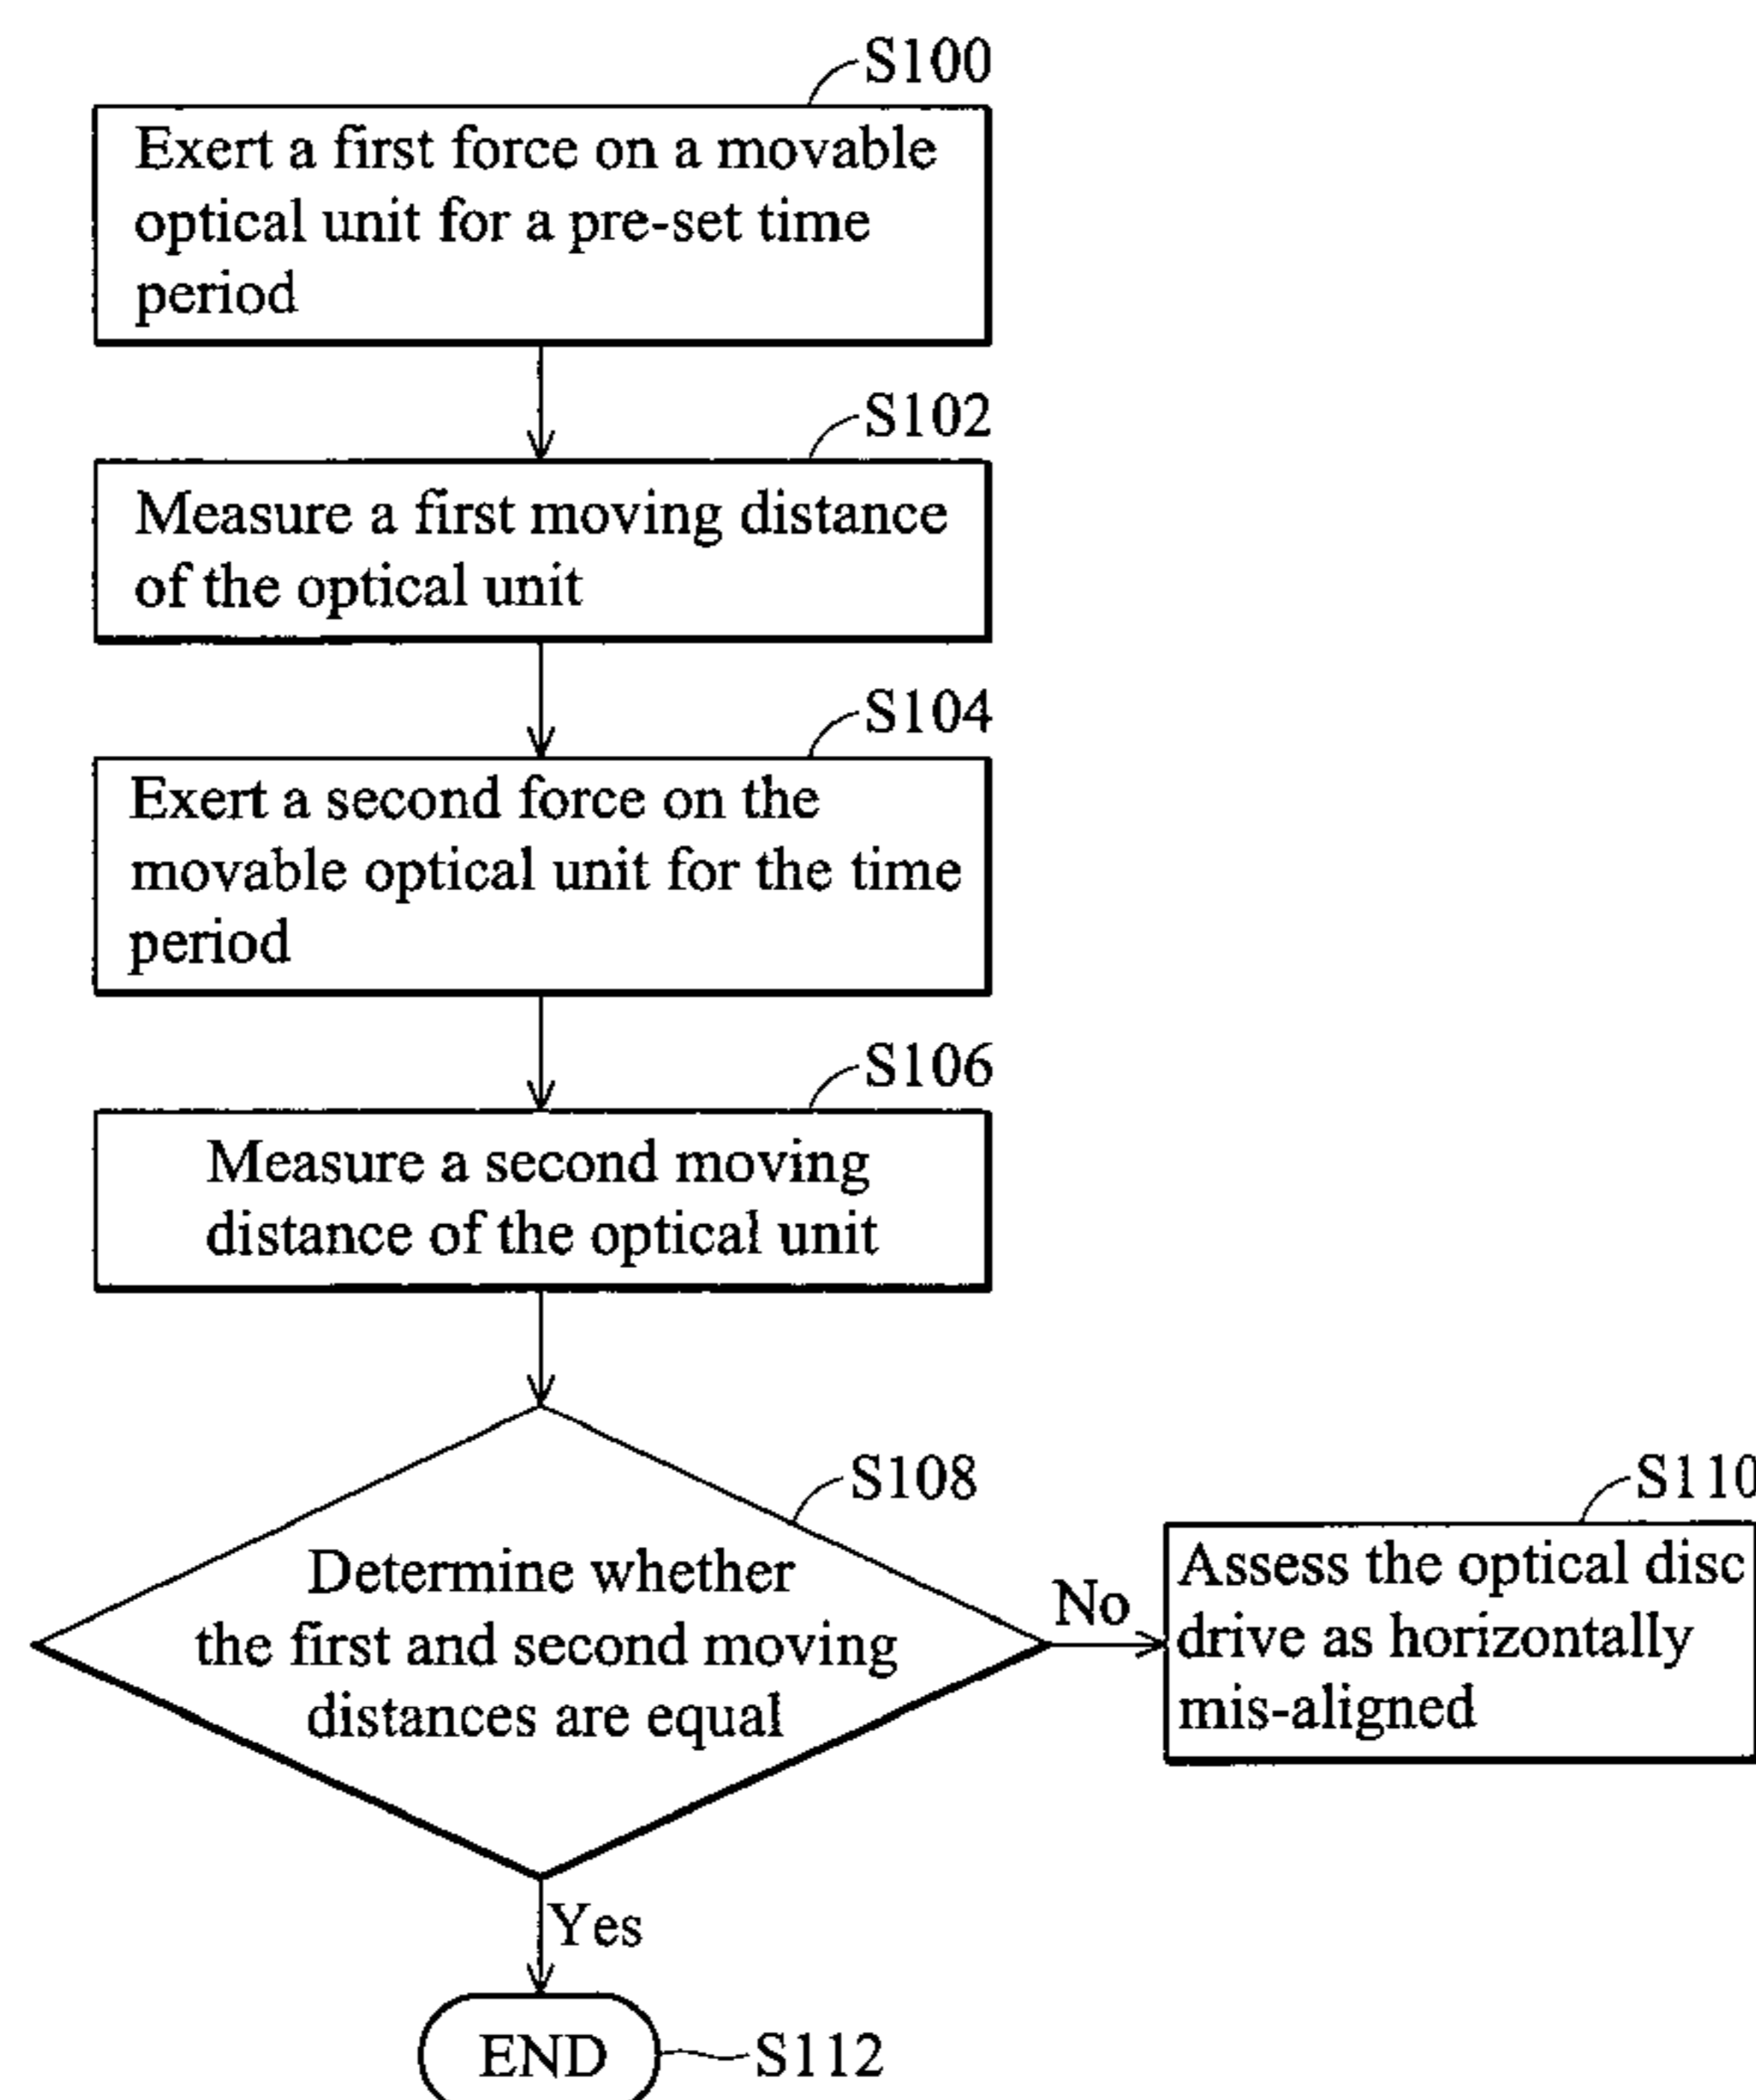 S100
Exert a first force on a movable
optical unit for a pre-set time
period
S102
Measure a first moving distance
of the optical unit
S104
Exert a second force on the
movable optical unit for the time
period
S106
Measure a second moving
distance of the optical unit
S108
Determine whether
the first and second moving
distances are equal
No
S110
Assess the optical disc
drive as horizontally
mis-aligned
Yes
END
S112